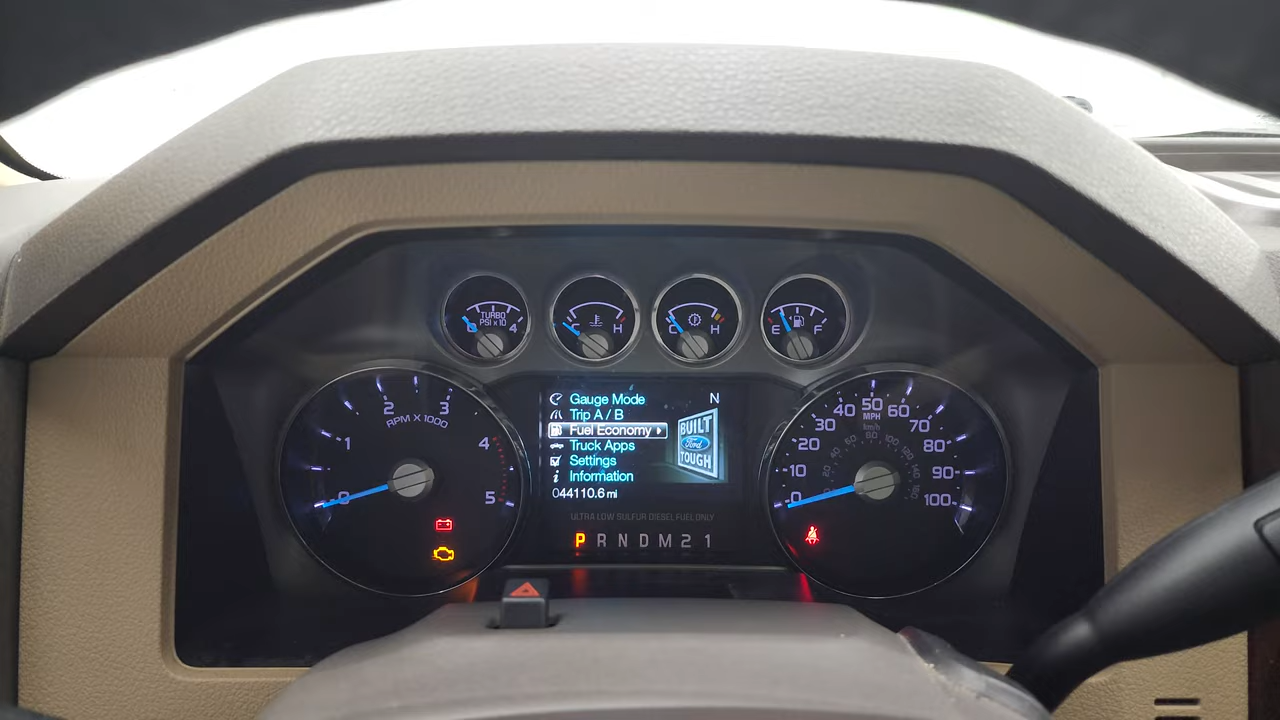 TURBO
PSI x 10
0 4
C H
C H
E F
0 1 2 3 4 5
RPM X 1000
Gauge Mode
N
Trip A / B
Fuel Economy
Truck Apps
Settings
Information
044110.6 mi
BUILT
Ford
TOUGH
ULTRA LOW SULFUR DIESEL FUEL ONLY
P R N D M 2 1
0 10 20 30 40 50 60 70 80 90 100
MPH
km/h